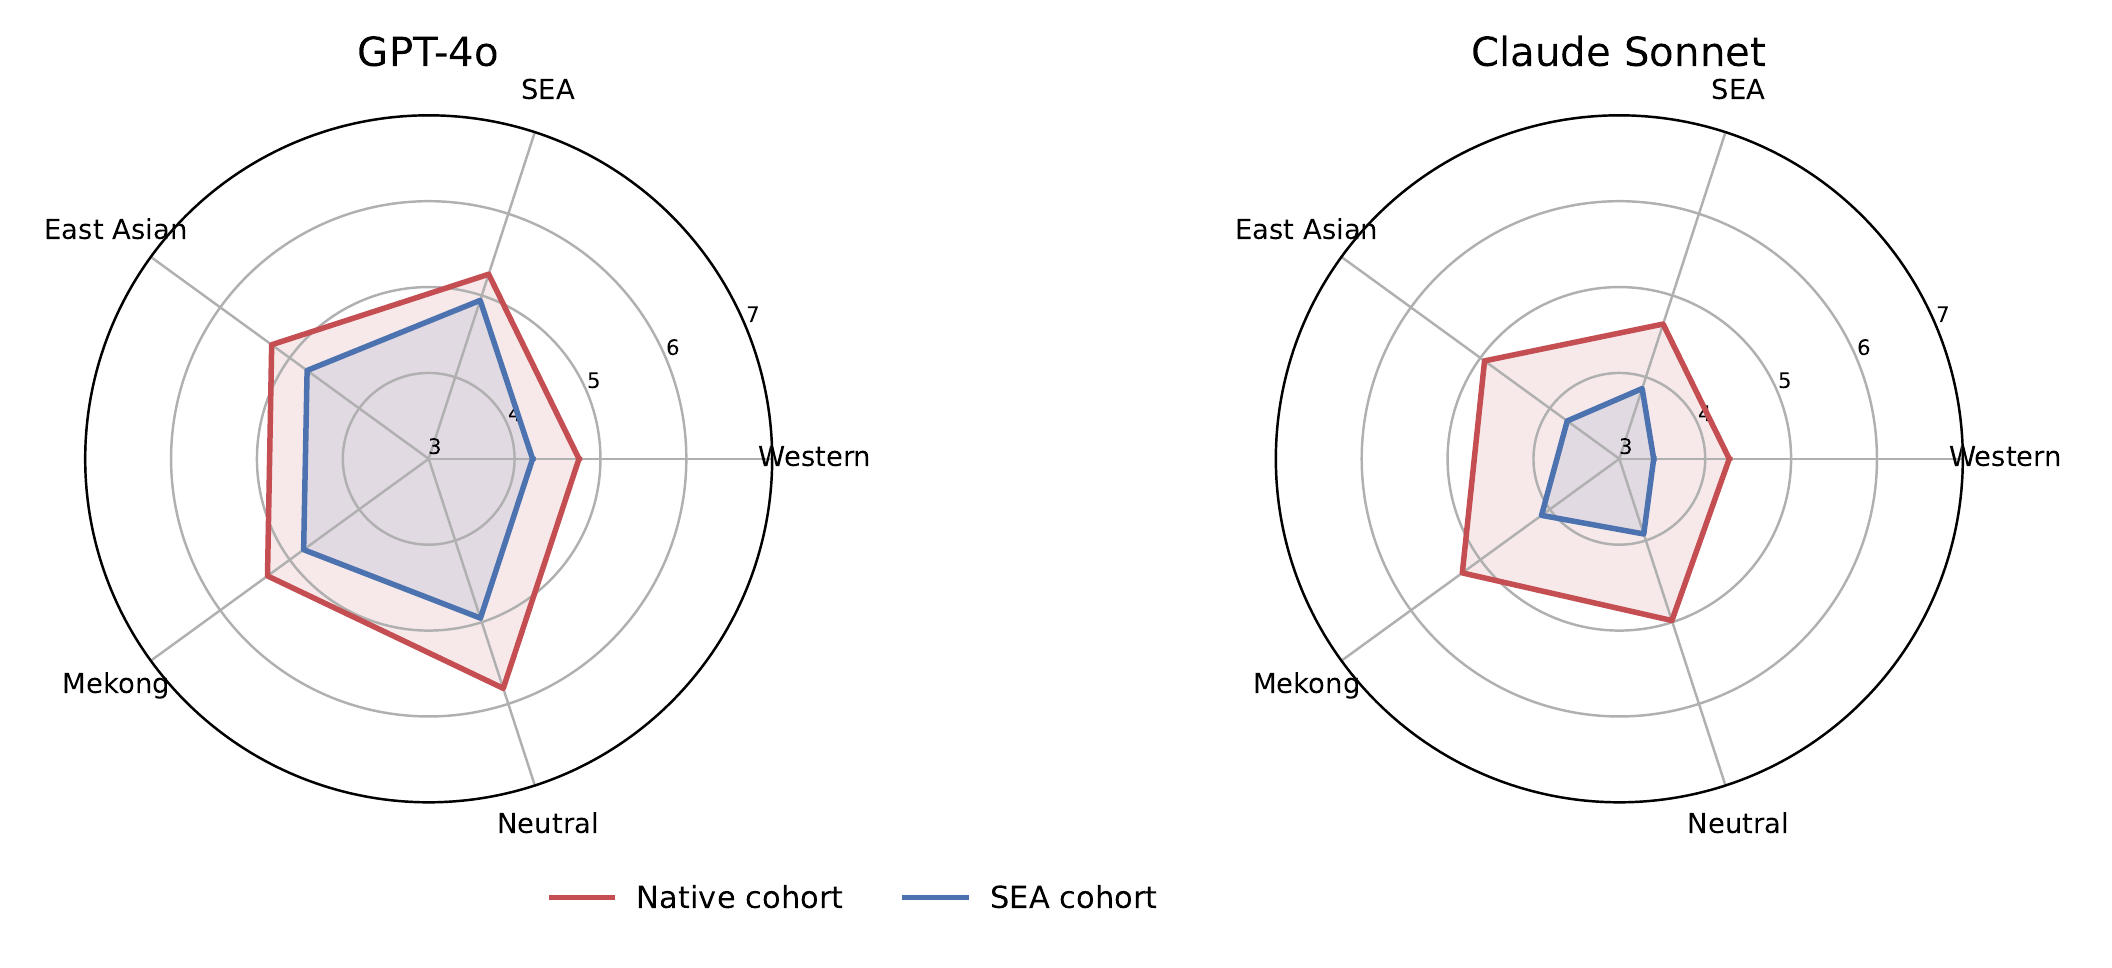 GPT-4o
SEA
East Asian
Western
Mekong
Neutral
3
4
5
6
7
Claude Sonnet
SEA
East Asian
Western
Mekong
Neutral
3
4
5
6
7
Native cohort
SEA cohort